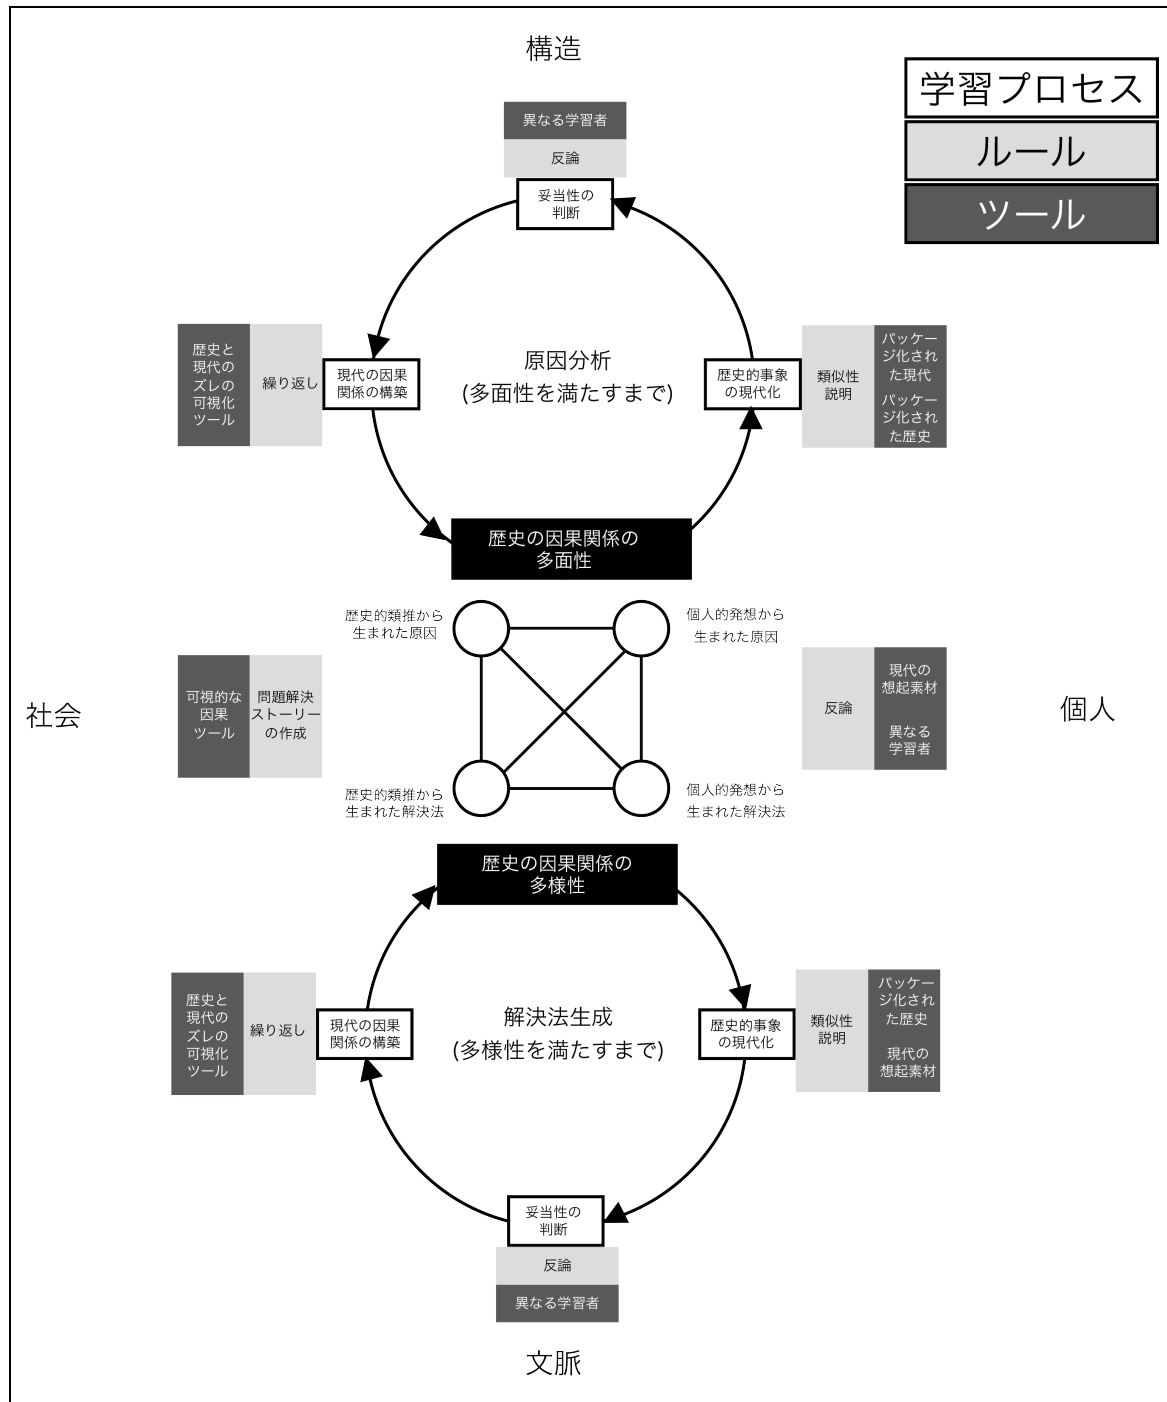 構造
学習プロセス
ルール
ツール
異なる学習者
反論
妥当性の
判断
歴史と
現代の
ズレの
可視化
ツール
繰り返し
現代の因果
関係の構築
原因分析
(多面性を満たすまで)
歴史的事象
の現代化
類似性
説明
パッケー
ジ化され
た現代
パッケー
ジ化され
た歴史
歴史の因果関係の
多面性
歴史的類推から
生まれた原因
個人的発想から
生まれた原因
社会
可視的な
因果
ツール
問題解決
ストーリー
の作成
反論
現代の
想起素材
異なる
学習者
個人
歴史的類推から
生まれた解決法
個人的発想から
生まれた解決法
歴史の因果関係の
多様性
歴史と
現代の
ズレの
可視化
ツール
繰り返し
現代の因果
関係の構築
解決法生成
(多様性を満たすまで)
歴史的事象
の現代化
類似性
説明
パッケー
ジ化され
た歴史
現代の
想起素材
妥当性の
判断
反論
異なる学習者
文脈